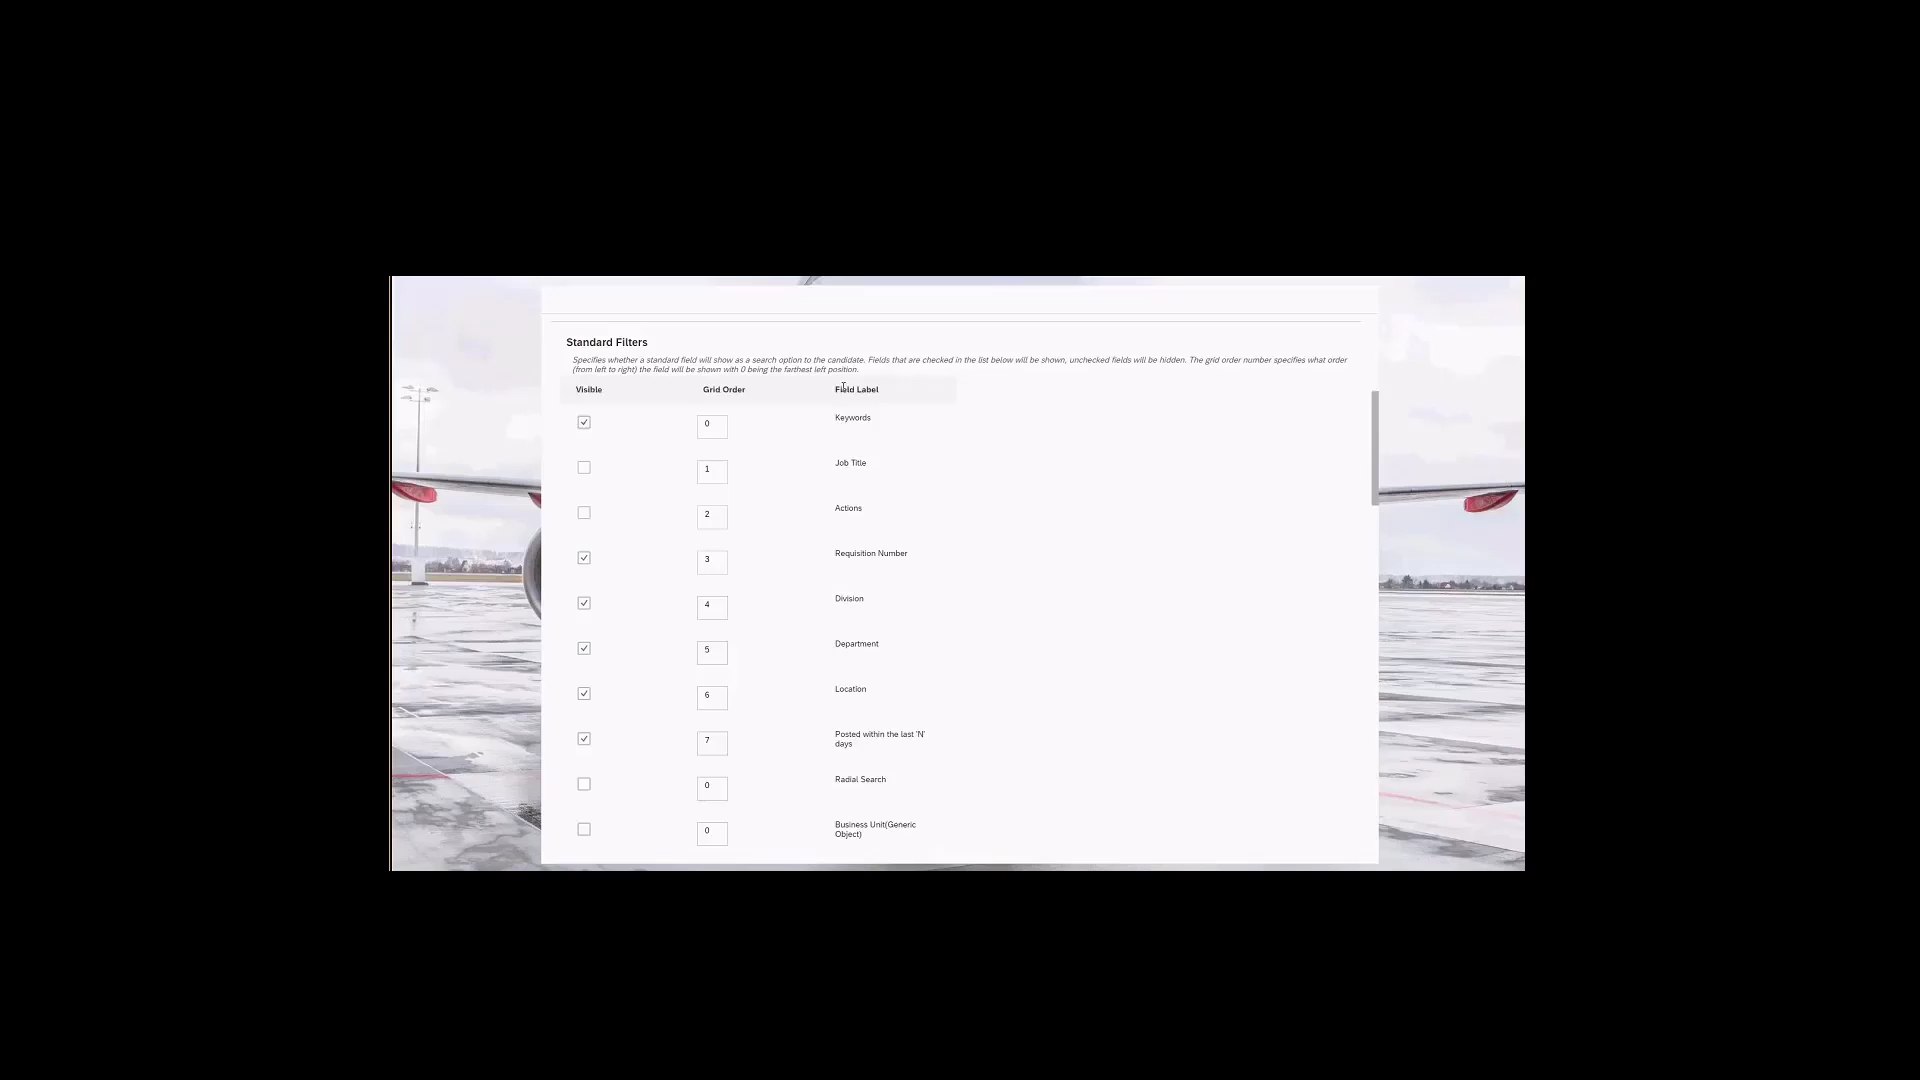 Standard Filters
Specifies whether a standard field will show as a search option to the candidate. Fields that are checked in the list below will be shown, unchecked fields will be hidden. The grid order number specifies what order
(from left to right) the field will be shown with 0 being the farthest left position.
Visible Grid Order Field Label
0 Keywords
1 Job Title
2 Actions
3 Requisition Number
4 Division
5 Department
6 Location
7 Posted within the last 'N'
days
0 Radial Search
0 Business Unit(Generic
Object)